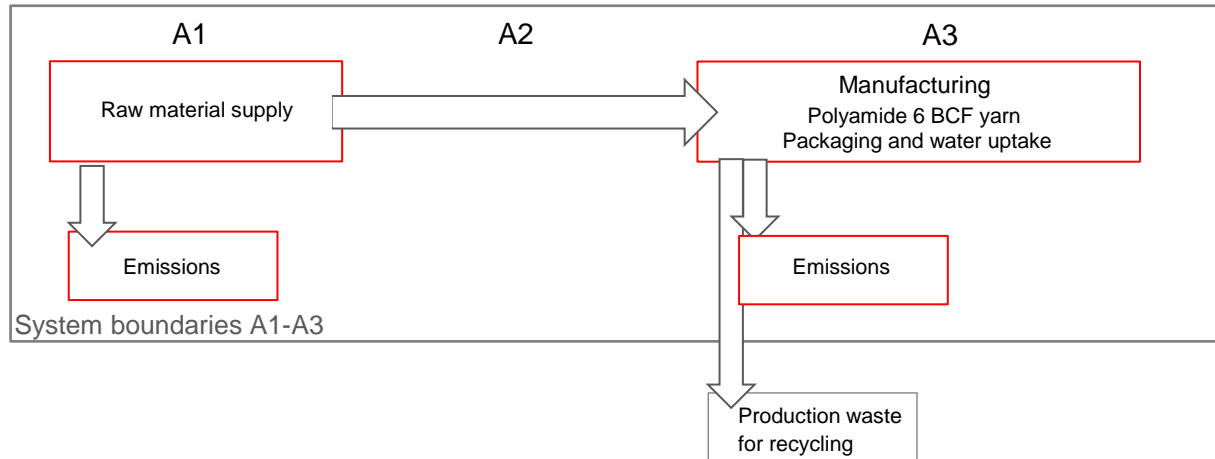 A1
A2
A3
Raw material supply
Manufacturing
Polyamide 6 BCF yarn
Packaging and water uptake
Emissions
Emissions
System boundaries A1-A3
Production waste
for recycling